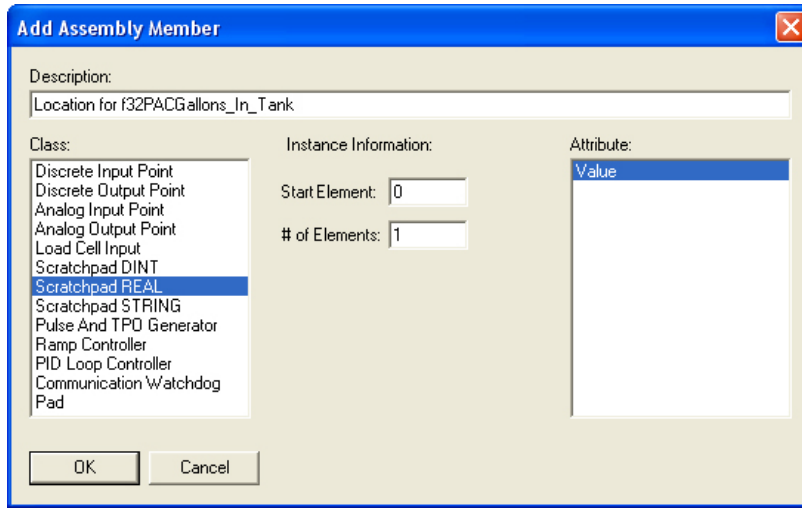 Add Assembly Member
Description:
Location for f32PACGallons_In_Tank
Class:
Discrete Input Point
Discrete Output Point
Analog Input Point
Analog Output Point
Load Cell Input
Scratchpad DINT
Scratchpad REAL
Scratchpad STRING
Pulse And TPO Generator
Ramp Controller
PID Loop Controller
Communication Watchdog
Pad
Instance Information:
Start Element: 0
# of Elements: 1
Attribute:
Value
OK Cancel